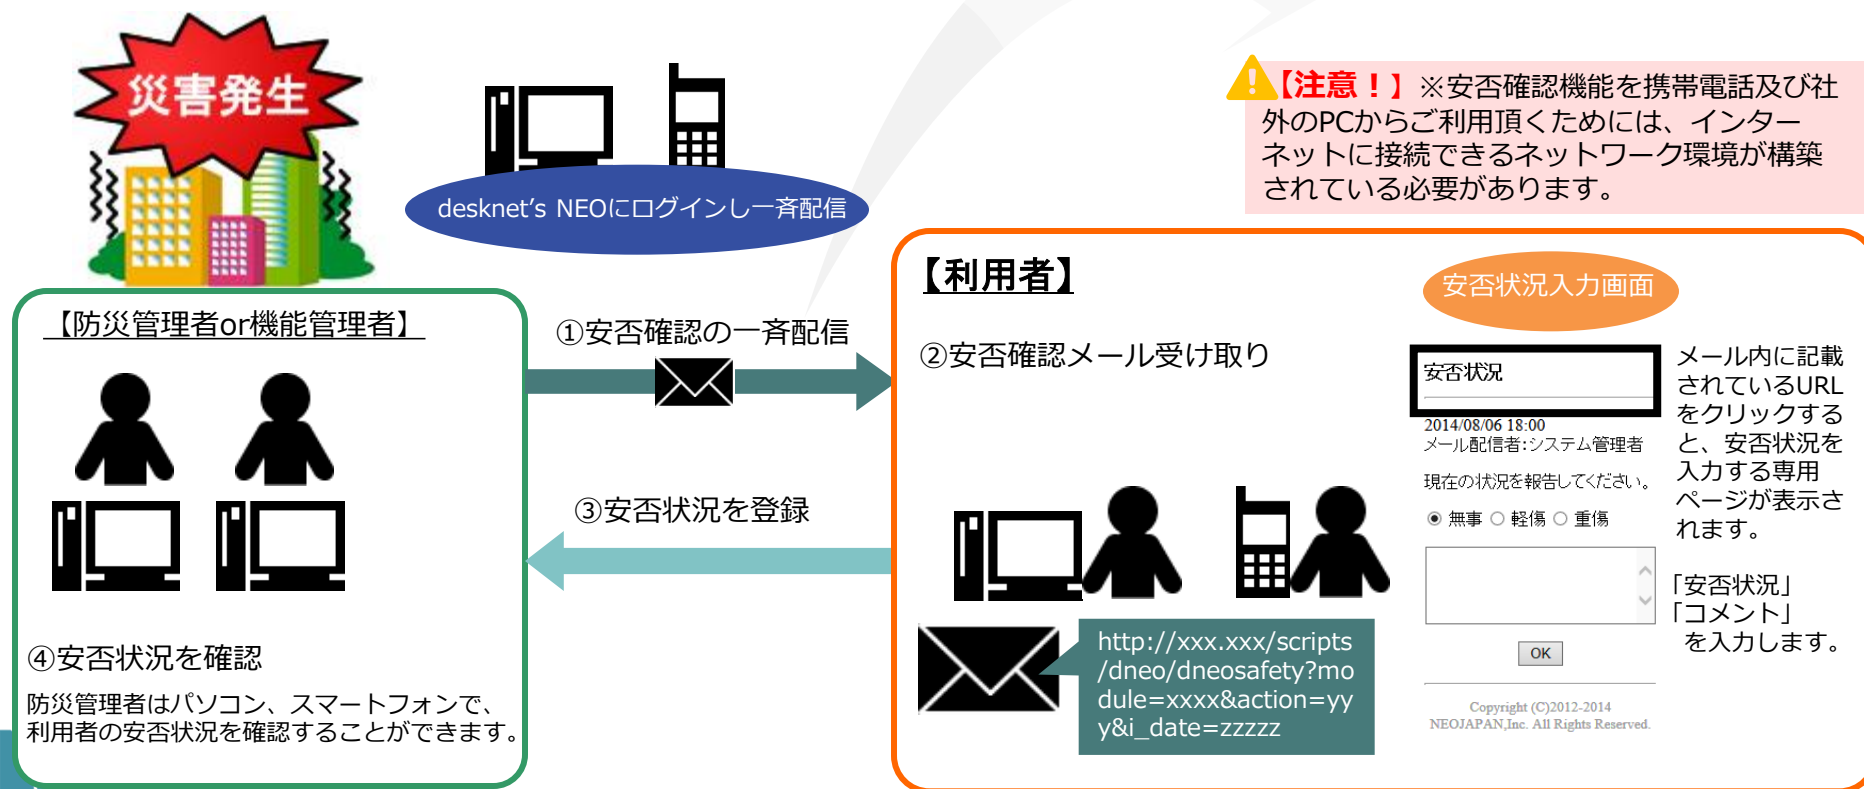 災害発生
desknet's NEOにログインし一斉配信
【注意！】※安否確認機能を携帯電話及び社
外のPCからご利用頂くためには、インター
ネットに接続できるネットワーク環境が構築
されている必要があります。
【防災管理者or機能管理者】
④安否状況を確認
防災管理者はパソコン、スマートフォンで、
利用者の安否状況を確認することができます。
①安否確認の一斉配信
③安否状況を登録
【利用者】
②安否確認メール受け取り
http://xxx.xxx/scripts
/dneo/dneosafety?mo
dule=xxxx&action=yy
y&i_date=zzzzz
安否状況入力画面
安否状況
2014/08/06 18:00
メール配信者:システム管理者
現在の状況を報告してください。
無事 軽傷 重傷
OK
Copyright (C)2012-2014
NEOJAPAN,Inc. All Rights Reserved.
メール内に記載
されているURL
をクリックする
と、安否状況を
入力する専用
ページが表示さ
れます。
「安否状況」
「コメント」
を入力します。